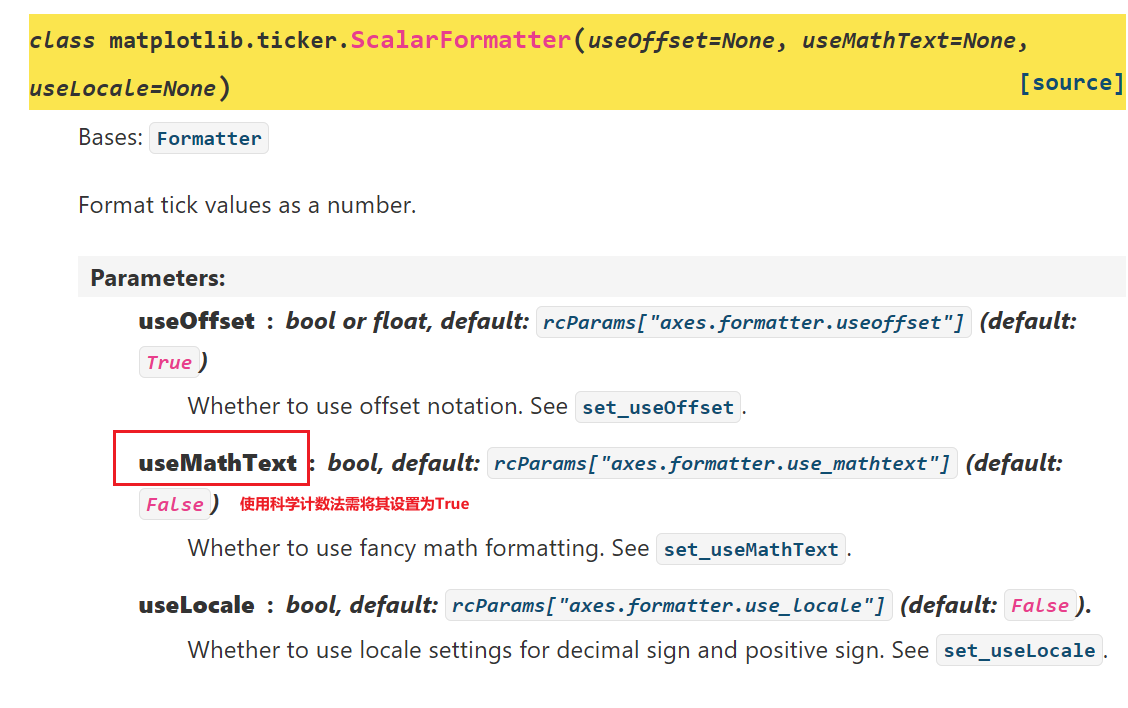 class matplotlib.ticker.ScalarFormatter(useOffset=None, useMathText=None,
useLocale=None) [source]
Bases: Formatter
Format tick values as a number.
Parameters:
useOffset : bool or float, default: rcParams["axes.formatter.useoffset"] (default:
True)
Whether to use offset notation. See set_useOffset.
useMathText : bool, default: rcParams["axes.formatter.use_mathtext"] (default:
False) 使用科学计数法需将其设置为True
Whether to use fancy math formatting. See set_useMathText.
useLocale : bool, default: rcParams["axes.formatter.use_locale"] (default: False).
Whether to use locale settings for decimal sign and positive sign. See set_useLocale.